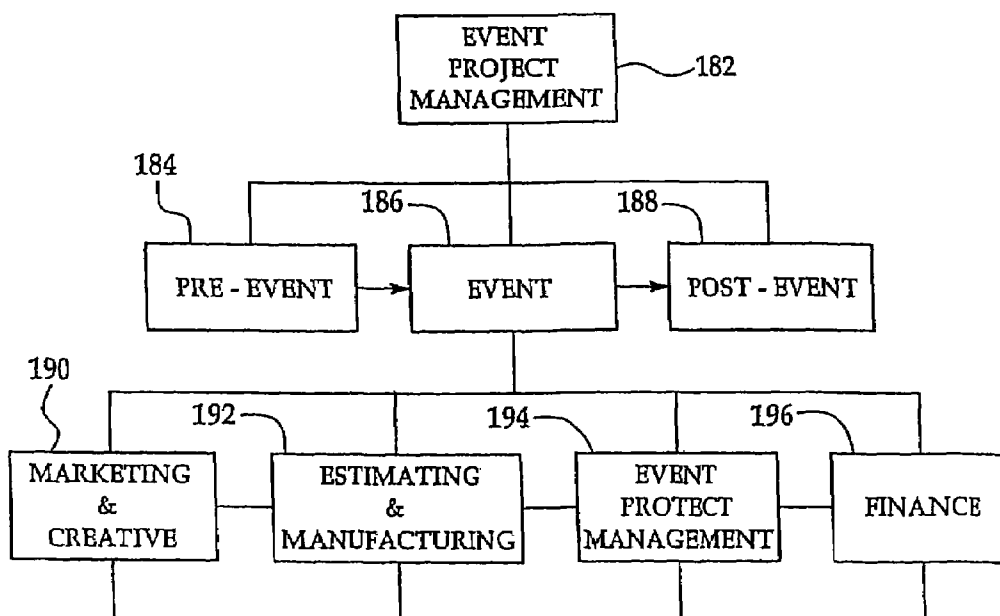 EVENT
PROJECT
MANAGEMENT
182
184
186
188
PRE - EVENT
EVENT
POST - EVENT
190
192
194
196
MARKETING
&
CREATIVE
ESTIMATING
&
MANUFACTURING
EVENT
PROTECT
MANAGEMENT
FINANCE